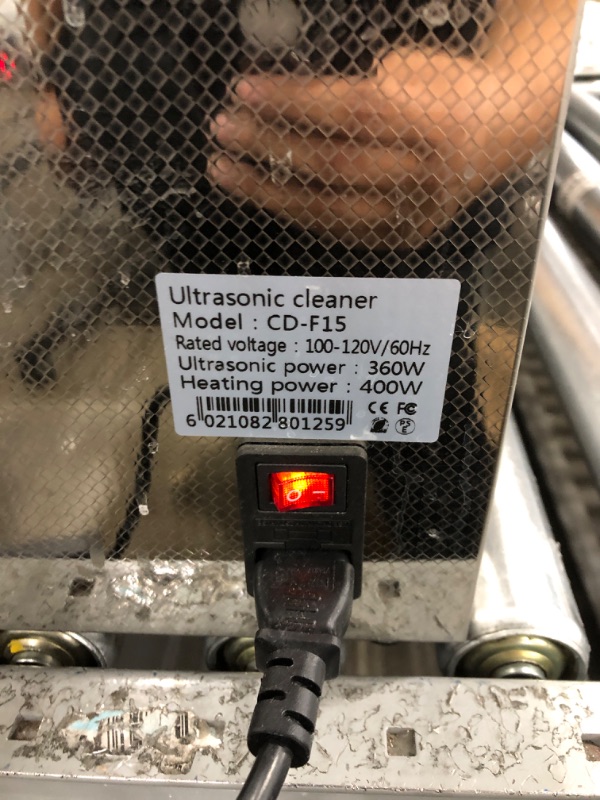 Ultrasonic cleaner
Model : CD-F15
Rated voltage : 100-120V/60Hz
Ultrasonic power : 360W
Heating power : 400W
6 021082 801259
CE FC
PS
E